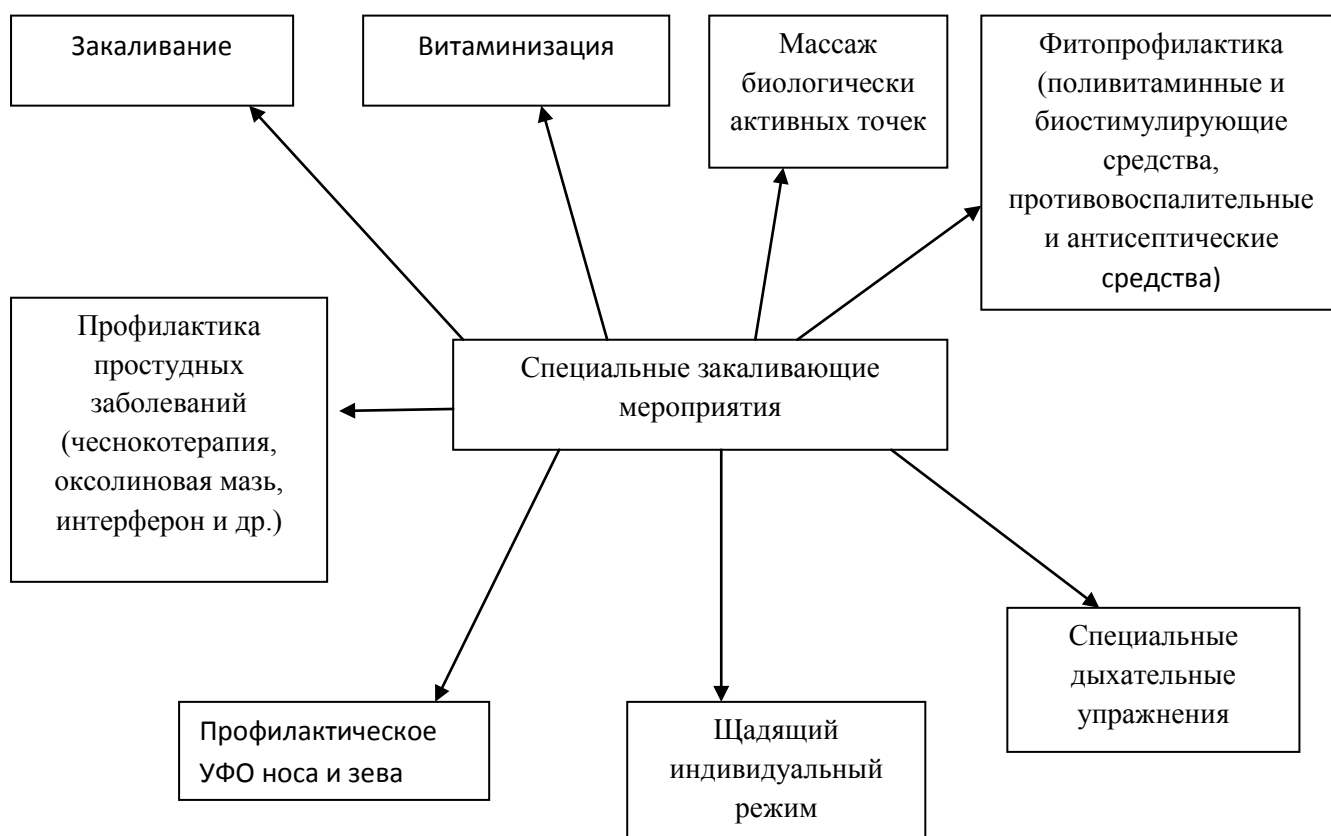 Закаливание
Витаминизация
Массаж
биологически
активных точек
Фитопрофилактика
(поливитаминные и
биостимулирующие
средства,
противовоспалительные
и антисептические
средства)
Профилактика
простудных
заболеваний
(чеснокотерапия,
оксолиновая мазь,
интерферон и др.)
Специальные закаливающие
мероприятия
Специальные
дыхательные
упражнения
Профилактическое
УФО носа и зева
Щадящий
индивидуальный
режим